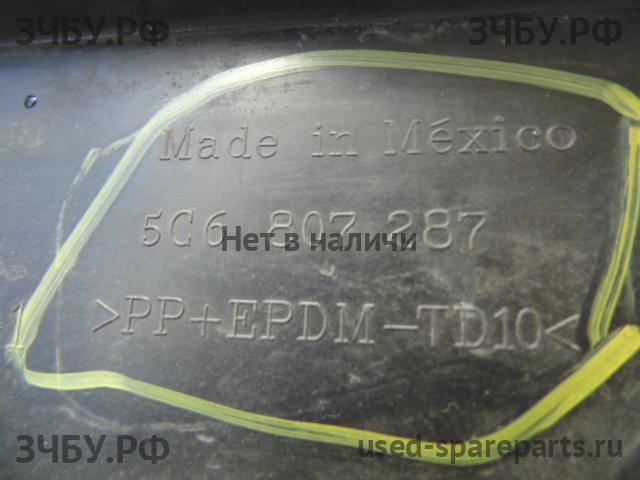 ЗЧБУ.РФ ЗЧБУ.РФ
Made in México
5C6 807 287
Нет в наличи
>PP+EPDM-TD10<
ЗЧБУ.РФ used-spareparts.ru